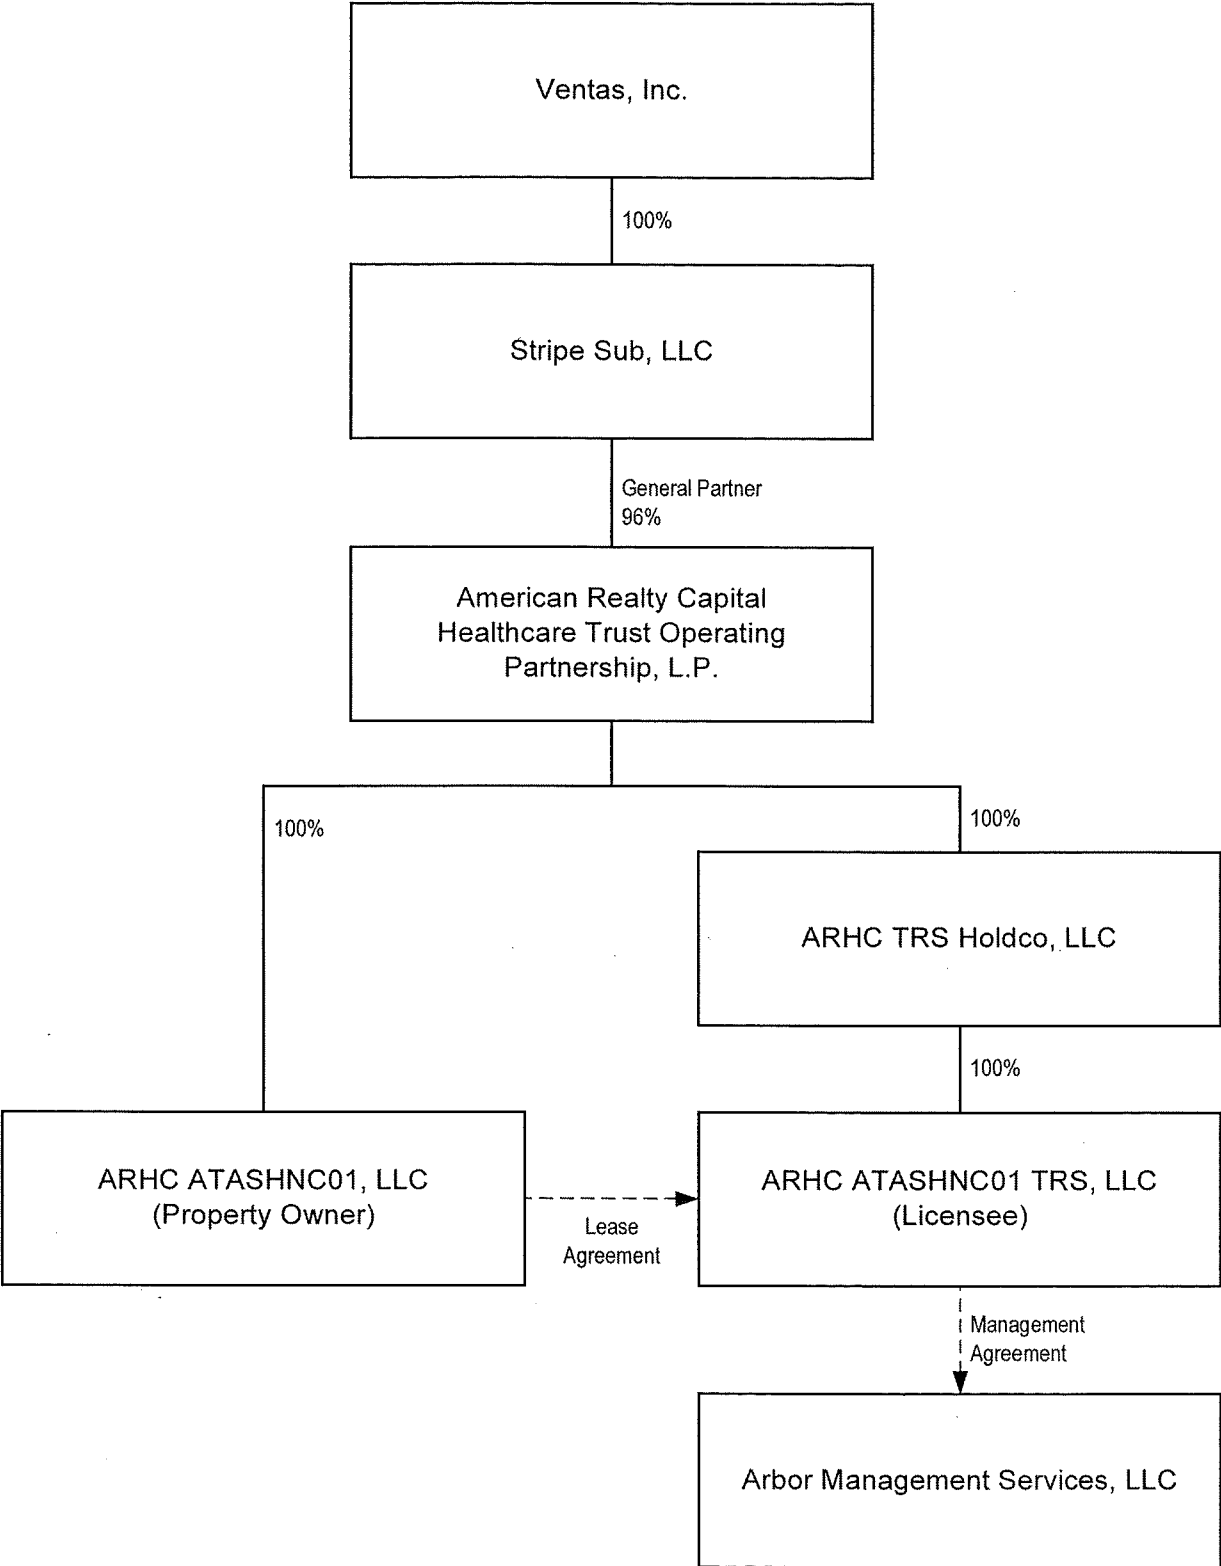 Ventas, Inc.
100%
Stripe Sub, LLC
General Partner
96%
American Realty Capital
Healthcare Trust Operating
Partnership, L.P.
100%
100%
ARHC TRS Holdco, LLC
100%
ARHC ATASHNC01, LLC
(Property Owner)
Lease
Agreement
ARHC ATASHNC01 TRS, LLC
(Licensee)
Management
Agreement
Arbor Management Services, LLC